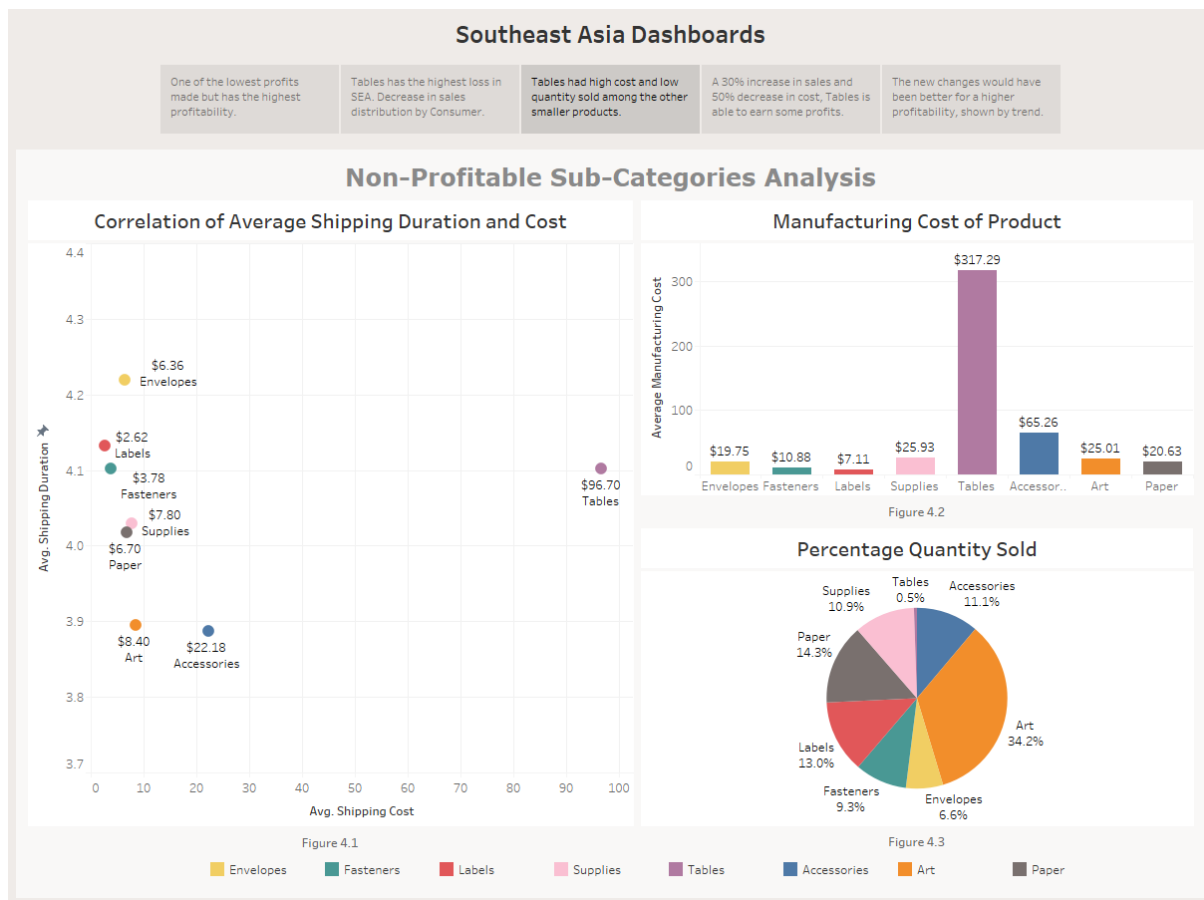 Southeast Asia Dashboards
One of the lowest profits
made but has the highest
profitability.
Tables has the highest loss in
SEA. Decrease in sales
distribution by Consumer.
Tables had high cost and low
quantity sold among the other
smaller products.
A 30% increase in sales and
50% decrease in cost, Tables is
able to earn some profits.
The new changes would have
been better for a higher
profitability, shown by trend.
Non-Profitable Sub-Categories Analysis
Correlation of Average Shipping Duration and Cost
Avg. Shipping Duration
4.4
4.3
4.2
4.1
4.0
3.9
3.8
3.7
$6.36
Envelopes
$2.62
Labels
$3.78
Fasteners
$7.80
Supplies
$6.70
Paper
$8.40
Art
$22.18
Accessories
$96.70
Tables
0 10 20 30 40 50 60 70 80 90 100
Avg. Shipping Cost
Figure 4.1
Manufacturing Cost of Product
Average Manufacturing Cost
300
200
100
0
$19.75
$10.88
$7.11
$25.93
$317.29
$65.26
$25.01
$20.63
Envelopes Fasteners Labels Supplies Tables Accessor.. Art Paper
Figure 4.2
Percentage Quantity Sold
Tables
0.5%
Accessories
11.1%
Supplies
10.9%
Paper
14.3%
Art
34.2%
Labels
13.0%
Fasteners
9.3%
Envelopes
6.6%
Figure 4.3
Envelopes Fasteners Labels Supplies Tables Accessories Art Paper